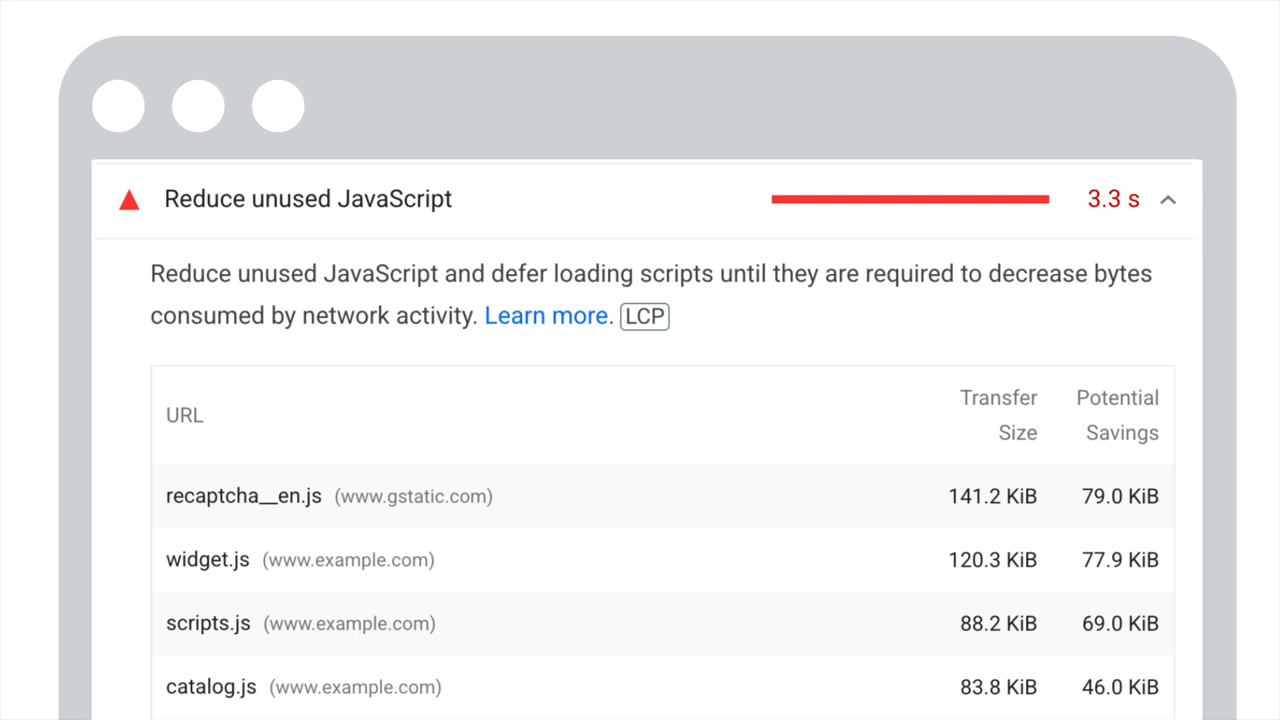 Reduce unused JavaScript 3.3 s
Reduce unused JavaScript and defer loading scripts until they are required to decrease bytes
consumed by network activity. Learn more. LCP
URL Transfer Size Potential Savings
recaptcha__en.js (www.gstatic.com) 141.2 KiB 79.0 KiB
widget.js (www.example.com) 120.3 KiB 77.9 KiB
scripts.js (www.example.com) 88.2 KiB 69.0 KiB
catalog.js (www.example.com) 83.8 KiB 46.0 KiB